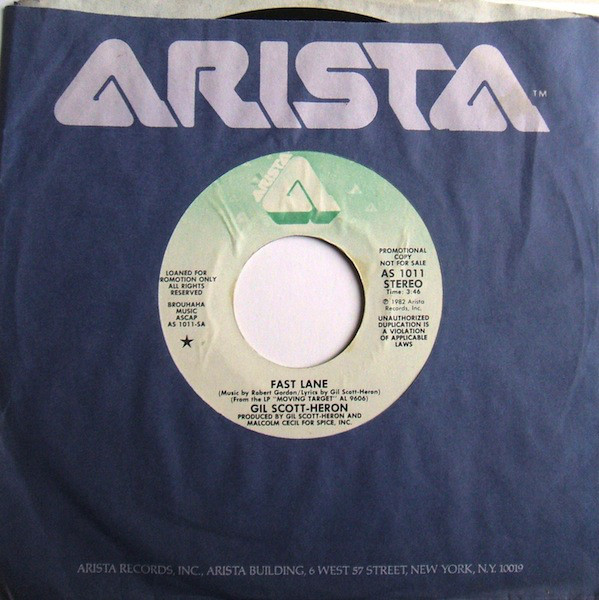 ARISTA™
ARISTA
LOANED FOR
PROMOTION ONLY
ALL RIGHTS
RESERVED
BROUHAHA
MUSIC
ASCAP
AS 1011-SA
PROMOTIONAL
COPY
NOT FOR SALE
AS 1011
STEREO
Time: 3:46
℗ 1982 Arista
Records, Inc.
UNAUTHORIZED
DUPLICATION IS
A VIOLATION
OF APPLICABLE
LAWS
FAST LANE
(Music by Robert Gordon/Lyrics by Gil Scott-Heron)
(From the LP "MOVING TARGET" AL 9606)
GIL SCOTT-HERON
PRODUCED BY GIL SCOTT-HERON AND
MALCOLM CECIL FOR SPICE, INC.
ARISTA RECORDS, INC., ARISTA BUILDING, 6 WEST 57 STREET, NEW YORK, N.Y. 10019